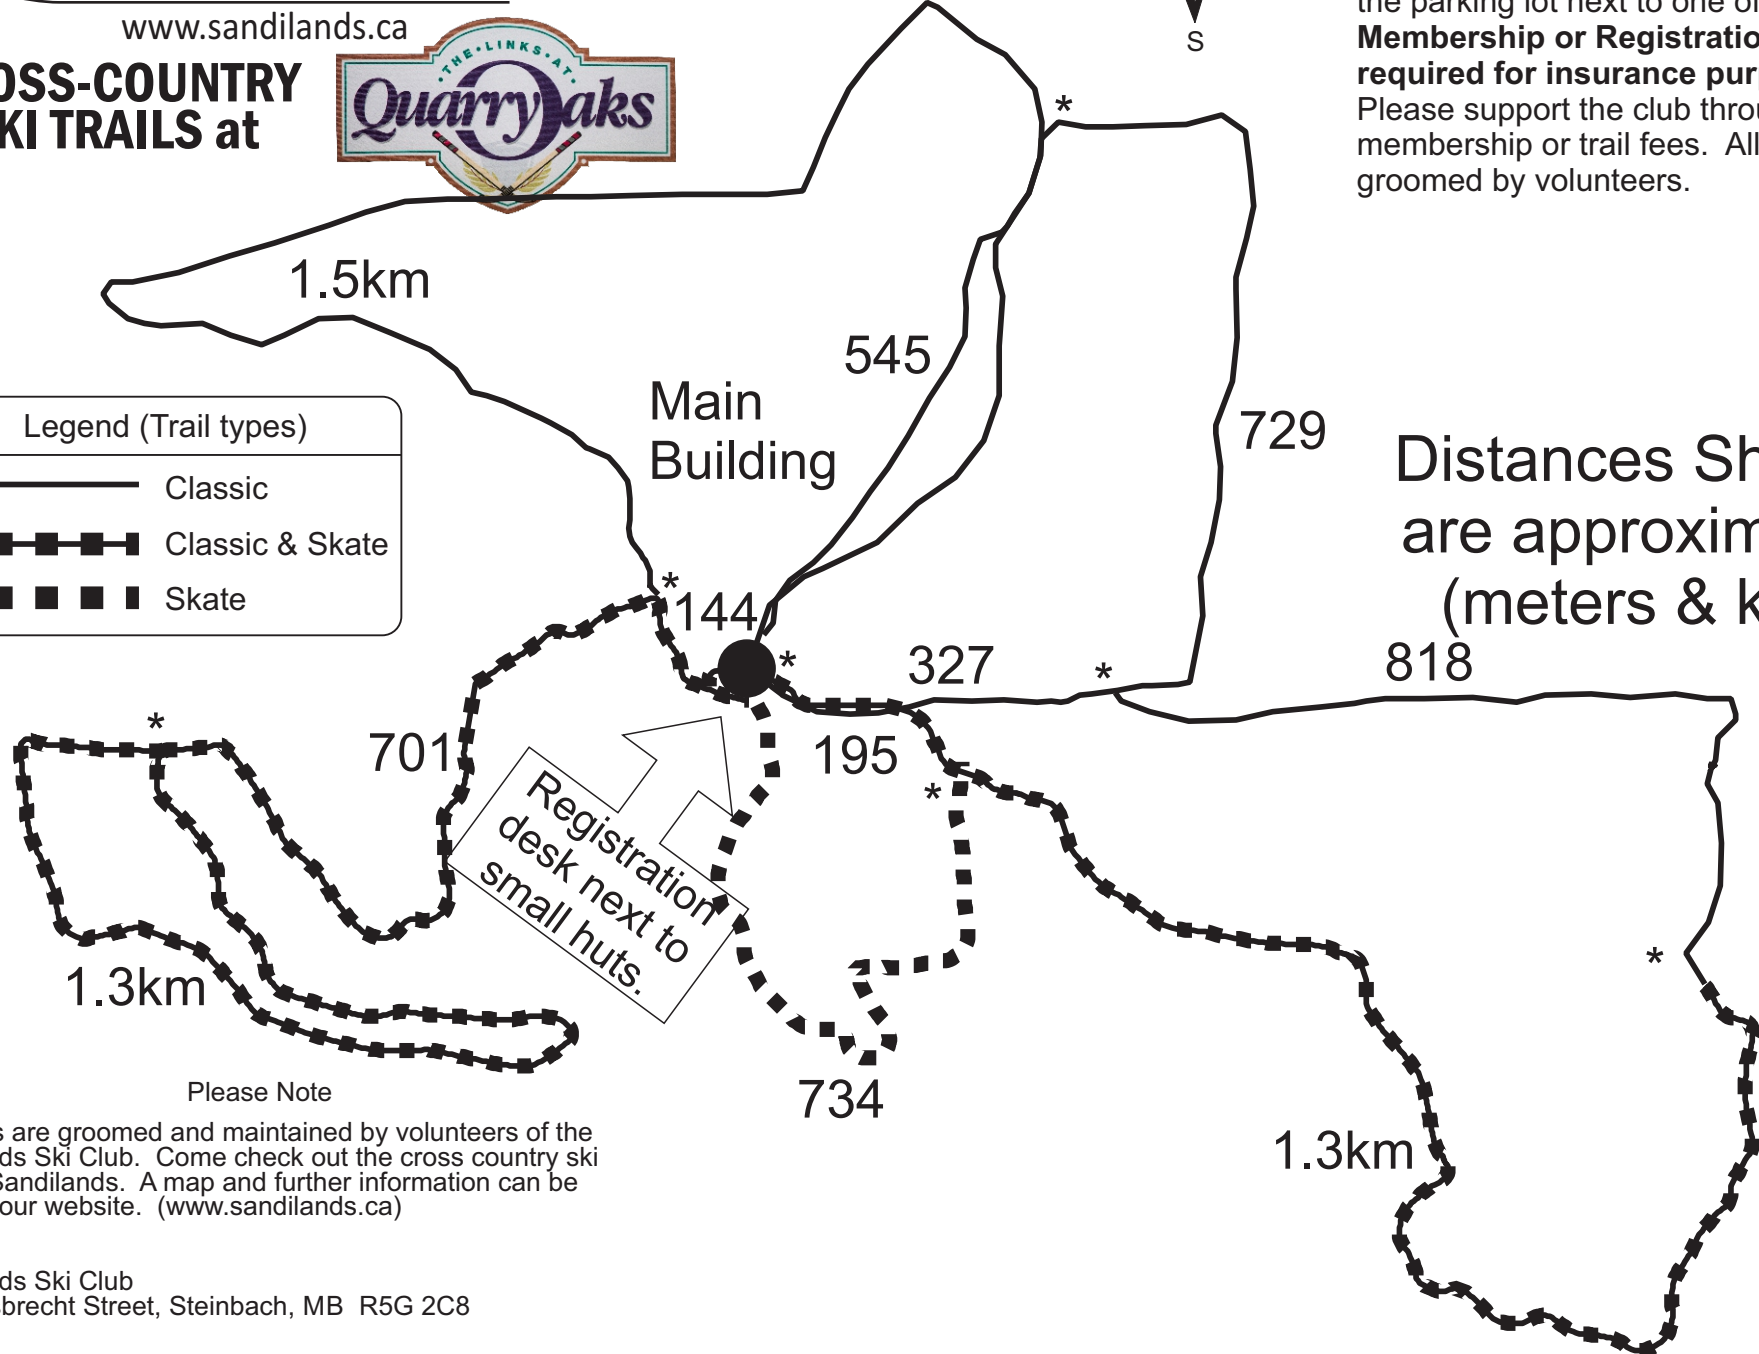 www.sandilands.ca
OSS-COUNTRY
KI TRAILS at
THE•LINKS•AT
Quarry Oaks
S
the parking lot next to one of
Membership or Registratio
required for insurance pur
Please support the club throu
membership or trail fees.  All
groomed by volunteers.
*
1.5km
545
Main
Building
729
Legend (Trail types)
Classic
Classic & Skate
Skate
Distances Sh
are approxim
(meters & k
*
144
*
327
*
818
*
701
195
*
Registration
desk next to
small huts.
*
1.3km
734
1.3km
Please Note
s are groomed and maintained by volunteers of the
ds Ski Club.  Come check out the cross country ski
Sandilands.  A map and further information can be
our website.  (www.sandilands.ca)
ds Ski Club
sbrecht Street, Steinbach, MB  R5G 2C8